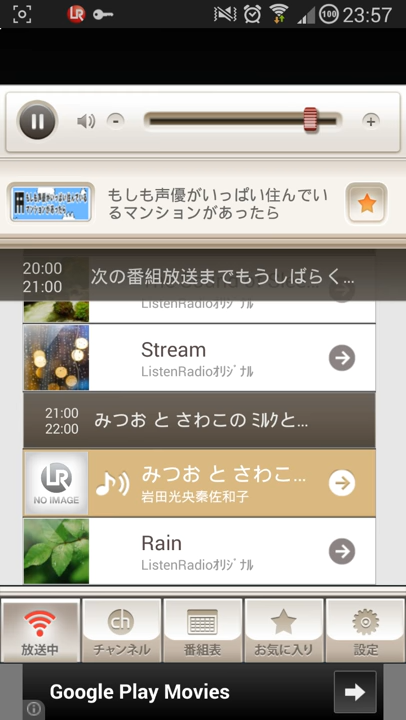 LR
100
23:57
もしも声優がいっぱい住んでい
るマンションがあったら
20:00
21:00
次の番組放送までもうしばらく…
ListenRadioオリジナル
Stream
ListenRadioオリジナル
21:00
22:00
みつお と さわこの ミルクと…
LR
NO IMAGE
みつお と さわこ…
岩田光央秦佐和子
Rain
ListenRadioオリジナル
放送中
ch
チャンネル
番組表
お気に入り
設定
Google Play Movies